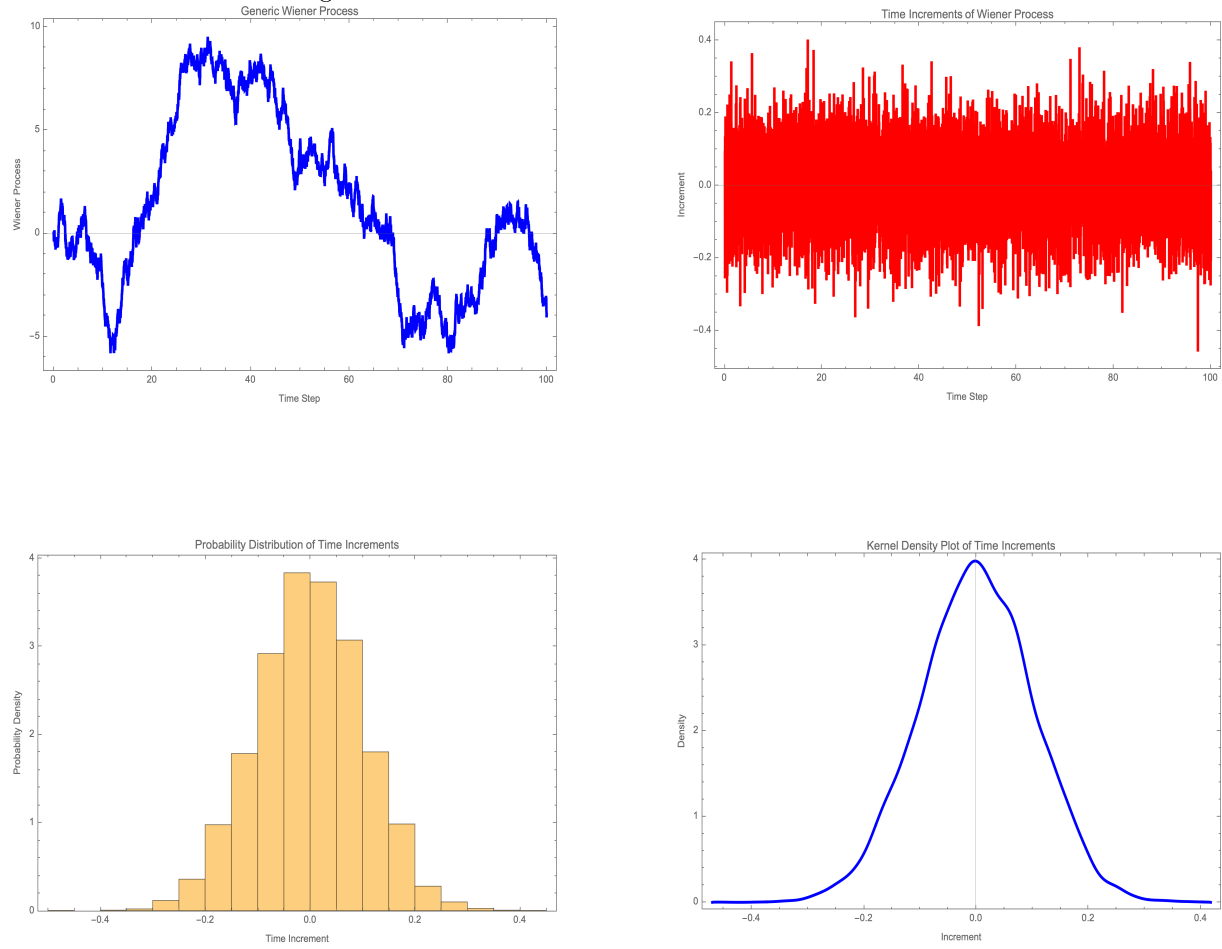 Generic Wiener Process
10
5
0
−5
0 20 40 60 80 100
Wiener Process
Time Step
Time Increments of Wiener Process
0.4
0.2
0.0
−0.2
−0.4
0 20 40 60 80 100
Increment
Time Step
Probability Distribution of Time Increments
4
3
2
1
0
−0.4 −0.2 0.0 0.2 0.4
Probability Density
Time Increment
Kernel Density Plot of Time Increments
4
3
2
1
0
−0.4 −0.2 0.0 0.2 0.4
Density
Increment